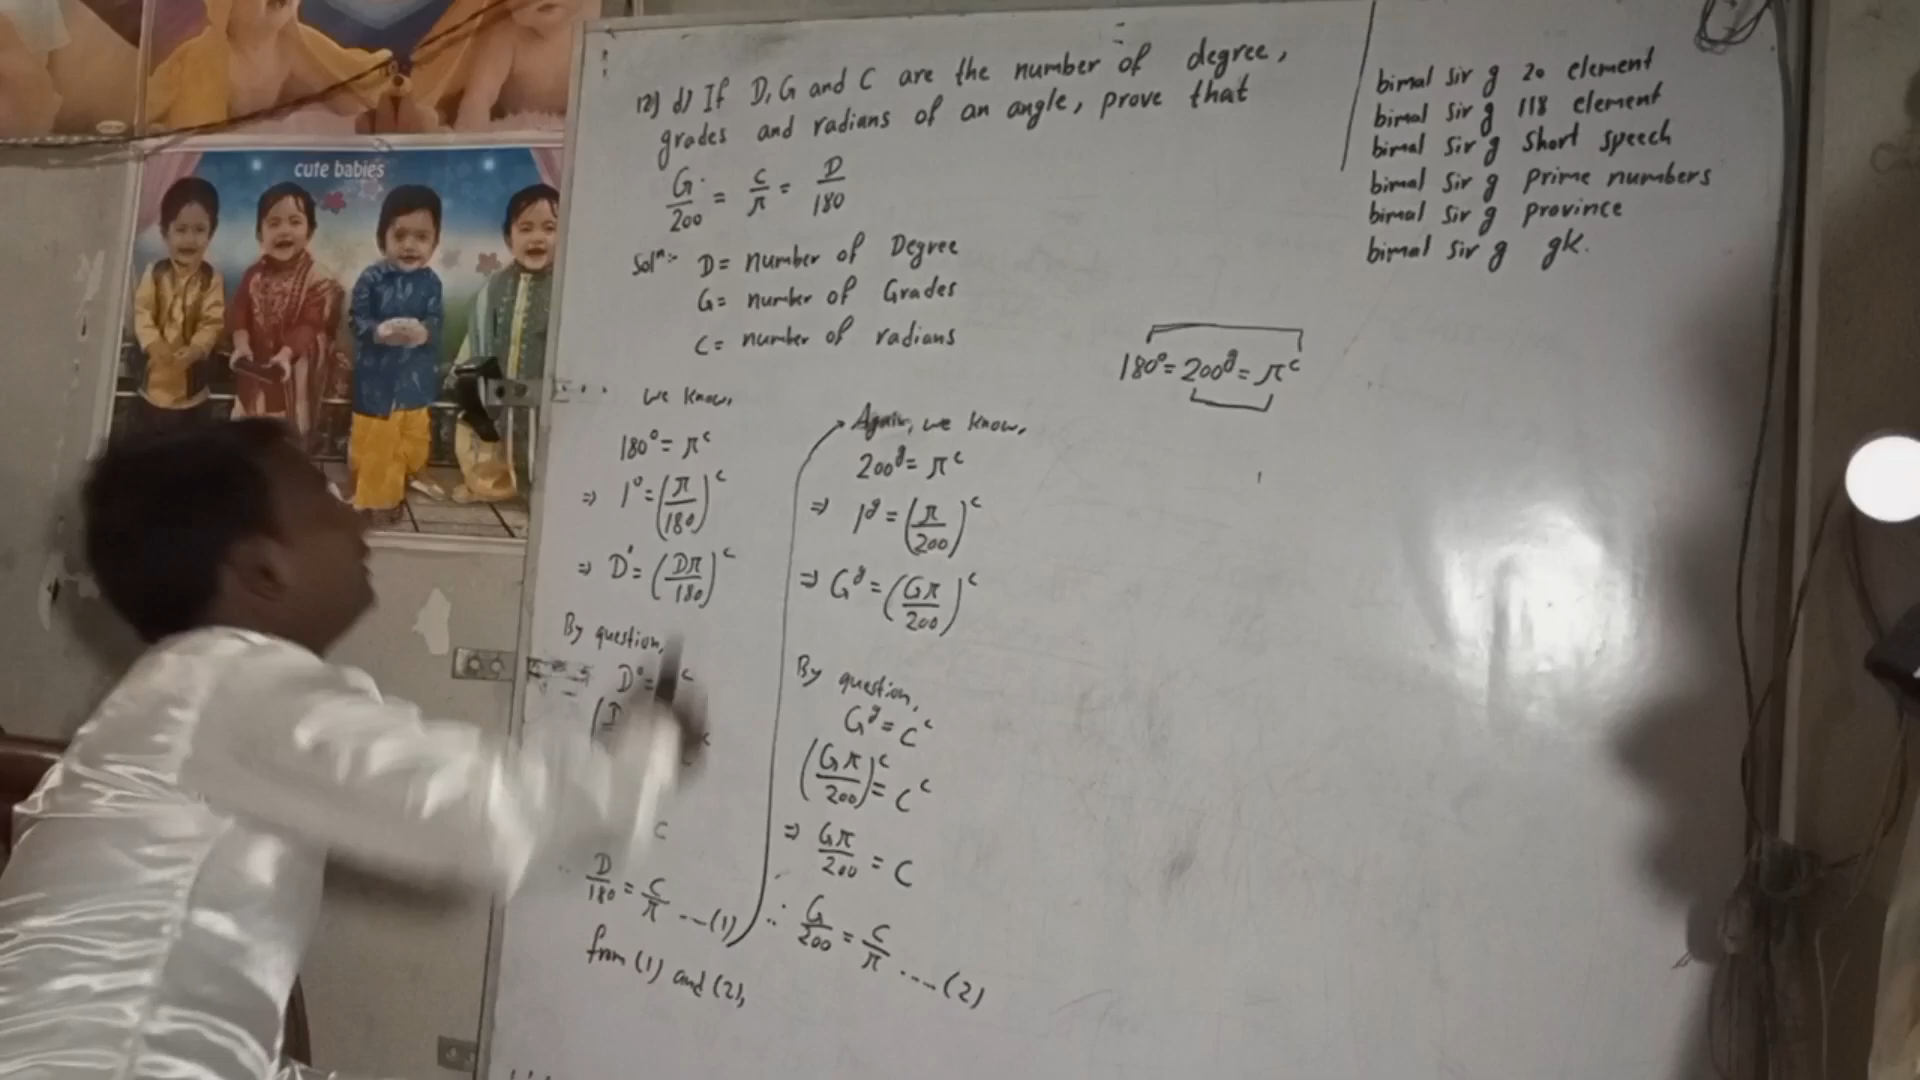 cute babies
12) d) If D, G and C are the number of degree,
grades and radians of an angle, prove that
G/200 = C/π = D/180
Solⁿ:- D = number of Degree
G = number of Grades
C = number of radians
we know,
180° = π^c
⇒ 1° = (π/180)^c
⇒ D° = (Dπ/180)^c
By question,
D° =
D/180 = C/π ---(1)
from (1) and (2),
Again, we know,
200^g = π^c
⇒ 1^g = (π/200)^c
⇒ G^g = (Gπ/200)^c
By question,
G^g = C^c
(Gπ/200)^c = C^c
⇒ Gπ/200 = C
∴ G/200 = C/π ....(2)
180° = 200^g = π^c
bimal sir g 20 element
bimal sir g 118 element
bimal sir g short speech
bimal sir g prime numbers
bimal sir g province
bimal sir g gk.